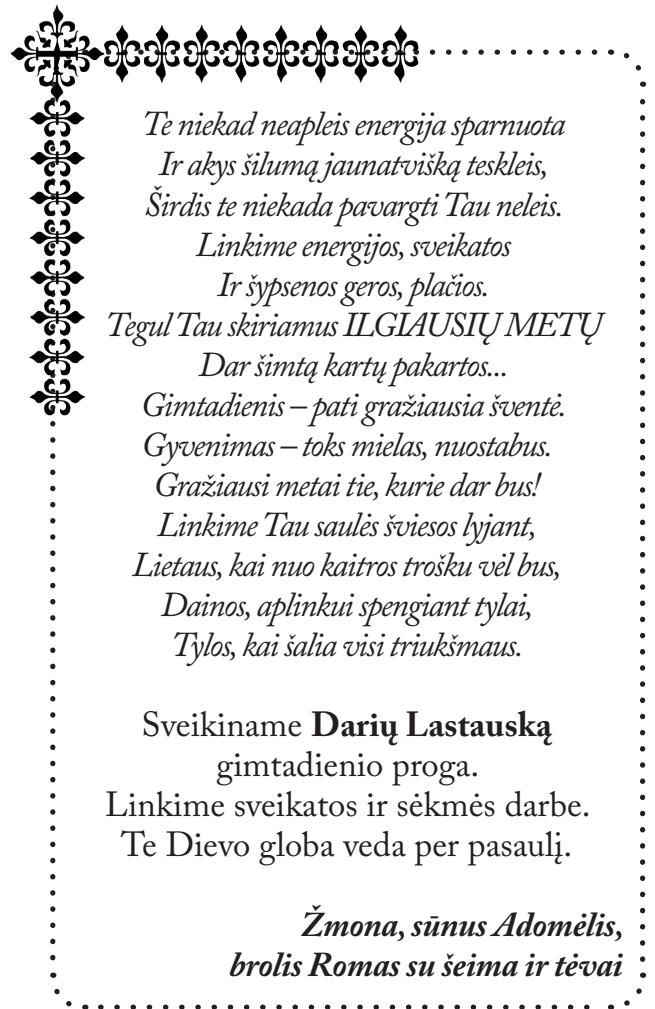 Te niekad neapleis energija sparnuota
Ir akys šilumą jaunatvišką teskleis,
Širdis te niekada pavargti Tau neleis.
Linkime energijos, sveikatos
Ir šypsenos geros, plačios.
Tegul Tau skiriamus ILGIAUSIŲ METŲ
Dar šimtą kartų pakartos...
Gimtadienis – pati gražiausia šventė.
Gyvenimas – toks mielas, nuostabus.
Gražiausi metai tie, kurie dar bus!
Linkime Tau saulės šviesos lyjant,
Lietaus, kai nuo kaitros trošku vėl bus,
Dainos, aplinkui spengiant tylai,
Tylos, kai šalia visi triukšmaus.
Sveikiname Darių Lastauską
gimtadienio proga.
Linkime sveikatos ir sėkmės darbe.
Te Dievo globa veda per pasaulį.
Žmona, sūnus Adomėlis,
brolis Romas su šeima ir tėvai